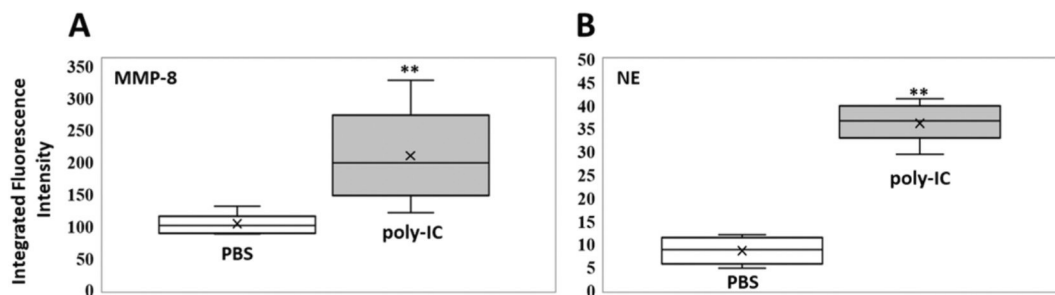 A
B
Integrated Fluorescence
Intensity
350
300
250
200
150
100
50
0
MMP-8
**
PBS
poly-IC
50
45
40
35
30
25
20
15
10
5
0
NE
**
poly-IC
PBS